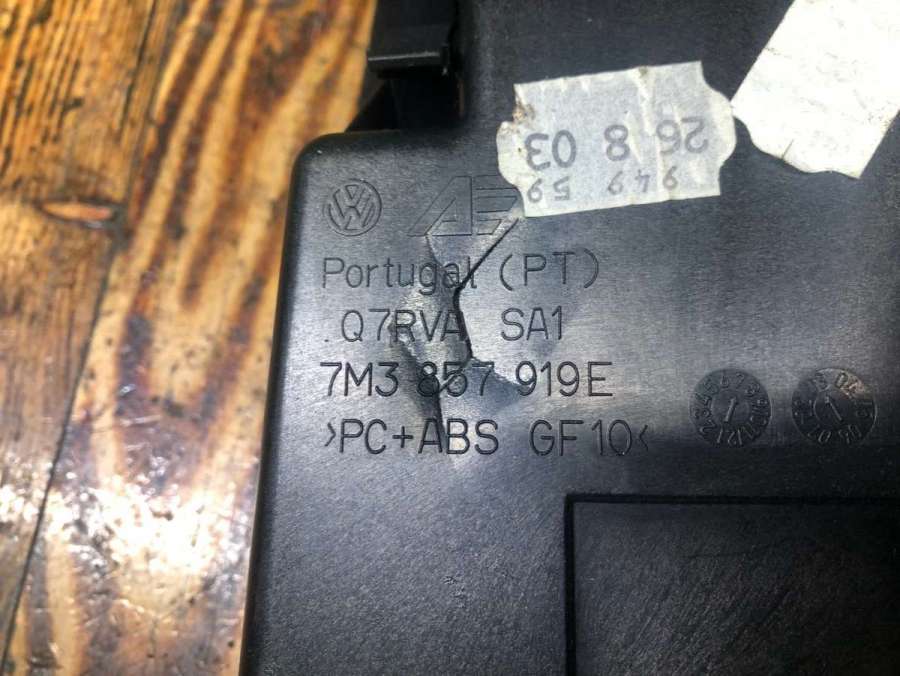 949 59
26 8 03
Portugal (PT)
.Q7RVA SA1
7M3 857 919E
>PC+ABS GF10<